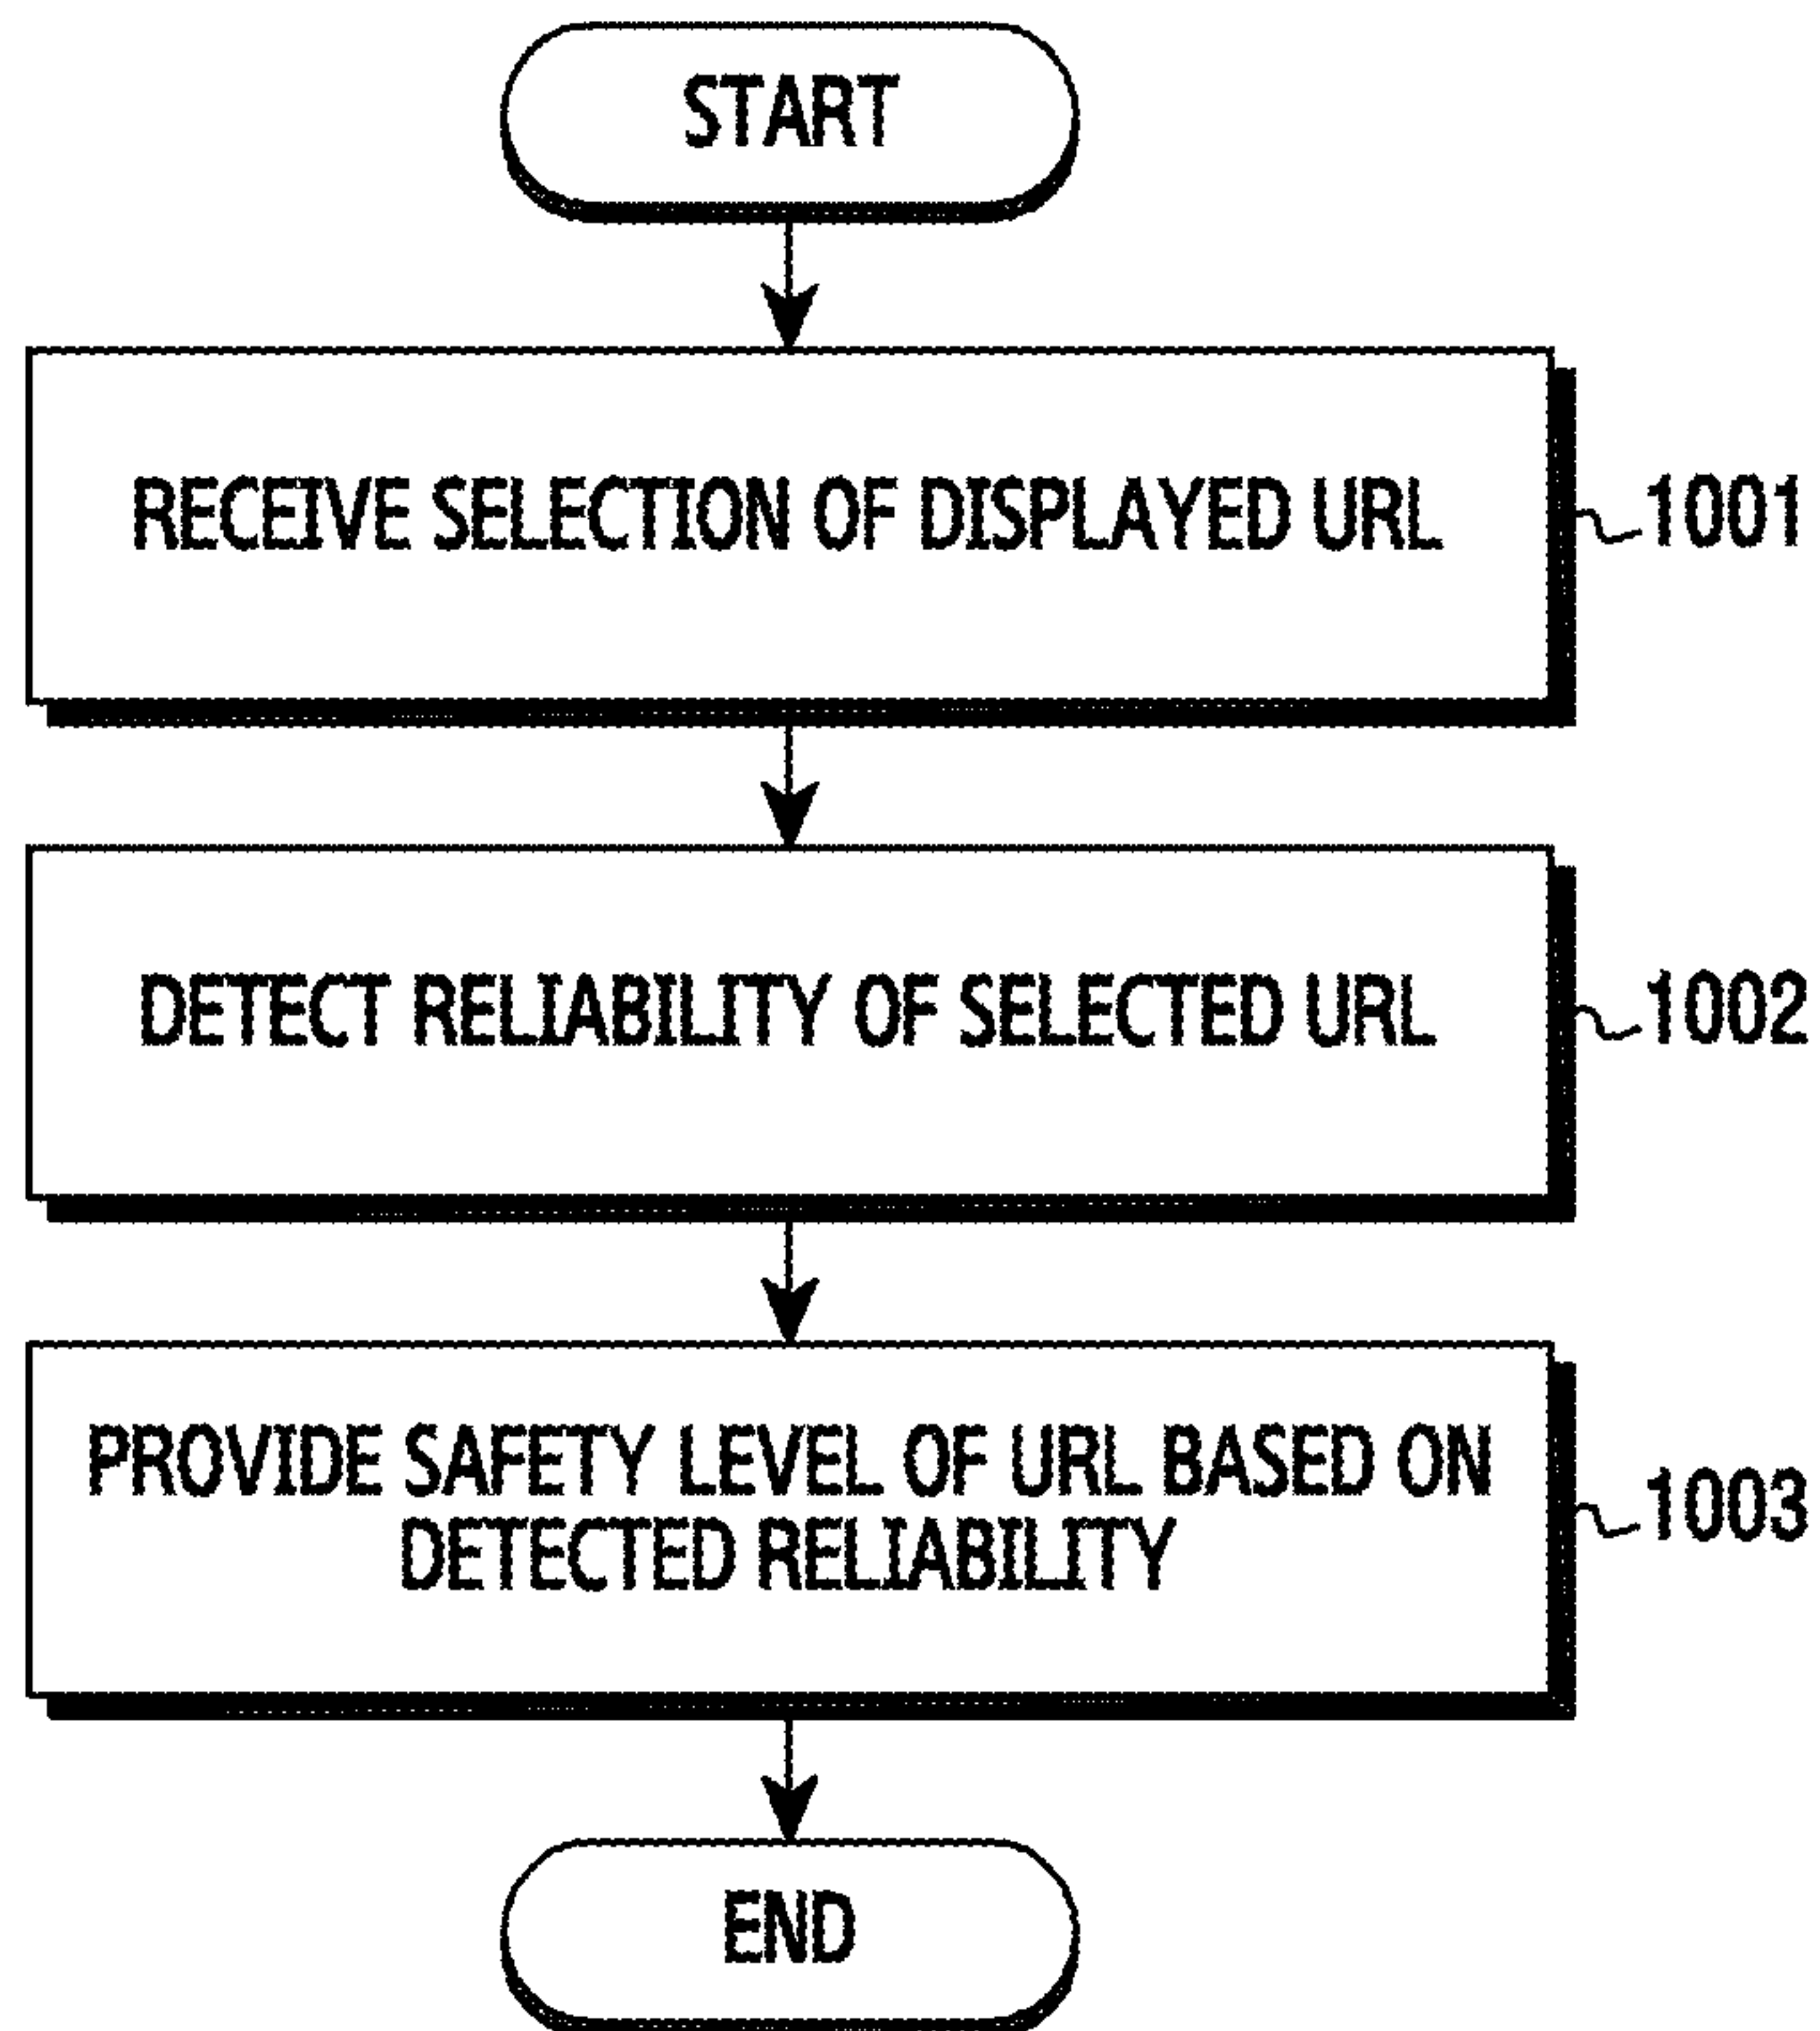 START
RECEIVE SELECTION OF DISPLAYED URL
1001
DETECT RELIABILITY OF SELECTED URL
1002
PROVIDE SAFETY LEVEL OF URL BASED ON
DETECTED RELIABILITY
1003
END